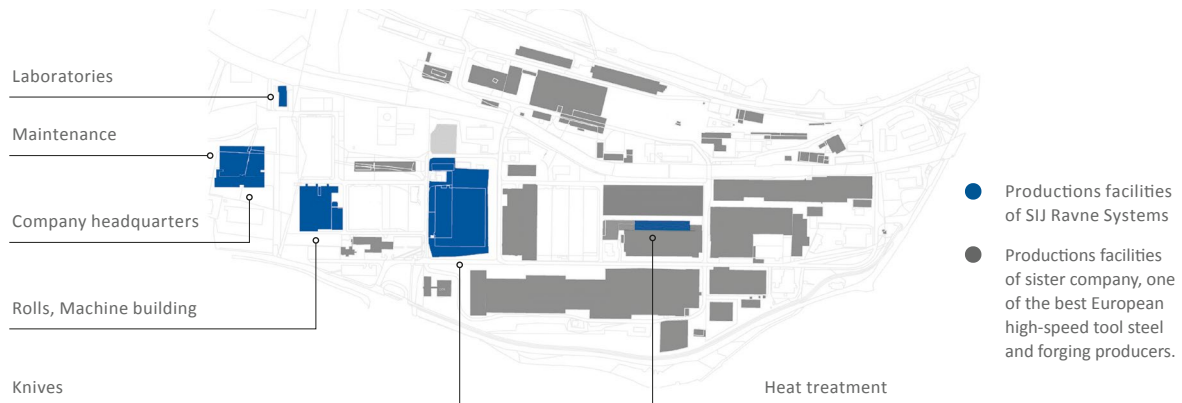 Laboratories
Maintenance
Company headquarters
Rolls, Machine building
Knives
Heat treatment
Productions facilities
of SIJ Ravne Systems
Productions facilities
of sister company, one
of the best European
high-speed tool steel
and forging producers.